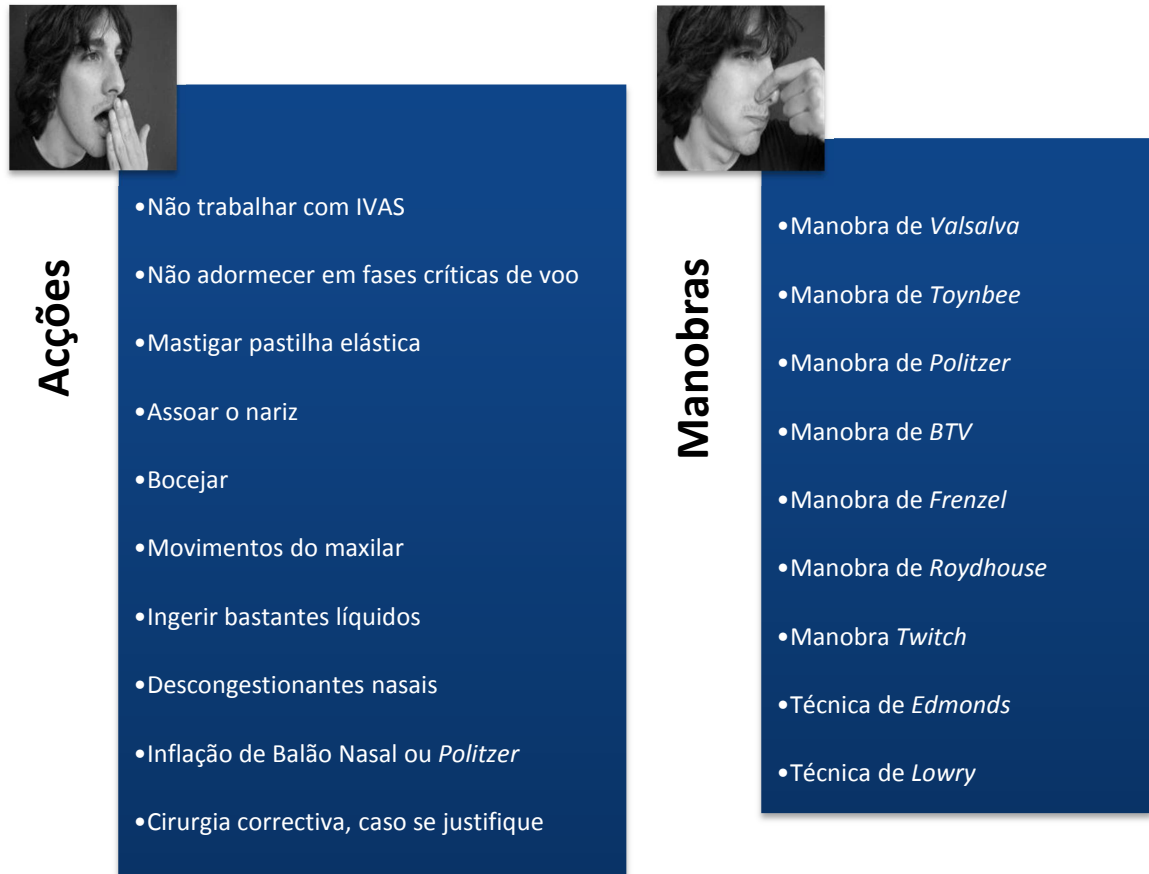 Acções
•Não trabalhar com IVAS
•Não adormecer em fases críticas de voo
•Mastigar pastilha elástica
•Assoar o nariz
•Bocejar
•Movimentos do maxilar
•Ingerir bastantes líquidos
•Descongestionantes nasais
•Inflação de Balão Nasal ou Politzer
•Cirurgia correctiva, caso se justifique
Manobras
•Manobra de Valsalva
•Manobra de Toynbee
•Manobra de Politzer
•Manobra de BTV
•Manobra de Frenzel
•Manobra de Roydhouse
•Manobra Twitch
•Técnica de Edmonds
•Técnica de Lowry